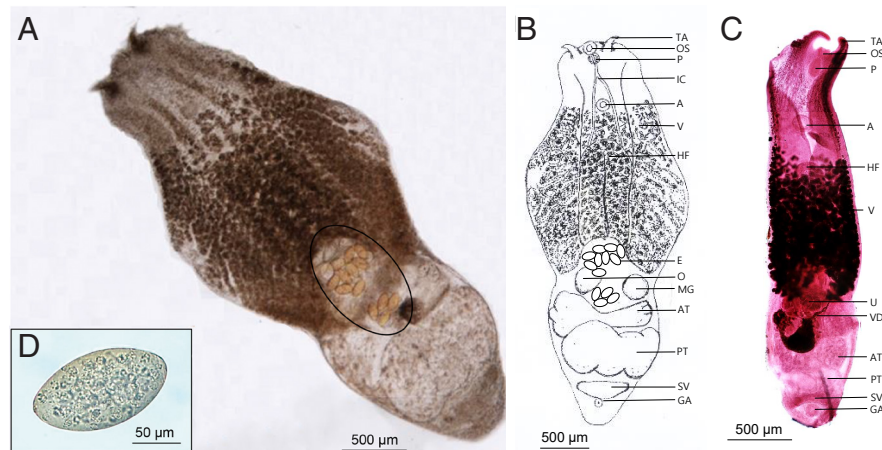 A
500 µm
D
50 µm
B
TA
OS
P
IC
A
V
HF
E
O
MG
AT
PT
SV
GA
500 µm
C
TA
OS
P
A
HF
V
U
VD
AT
PT
SV
GA
500 µm